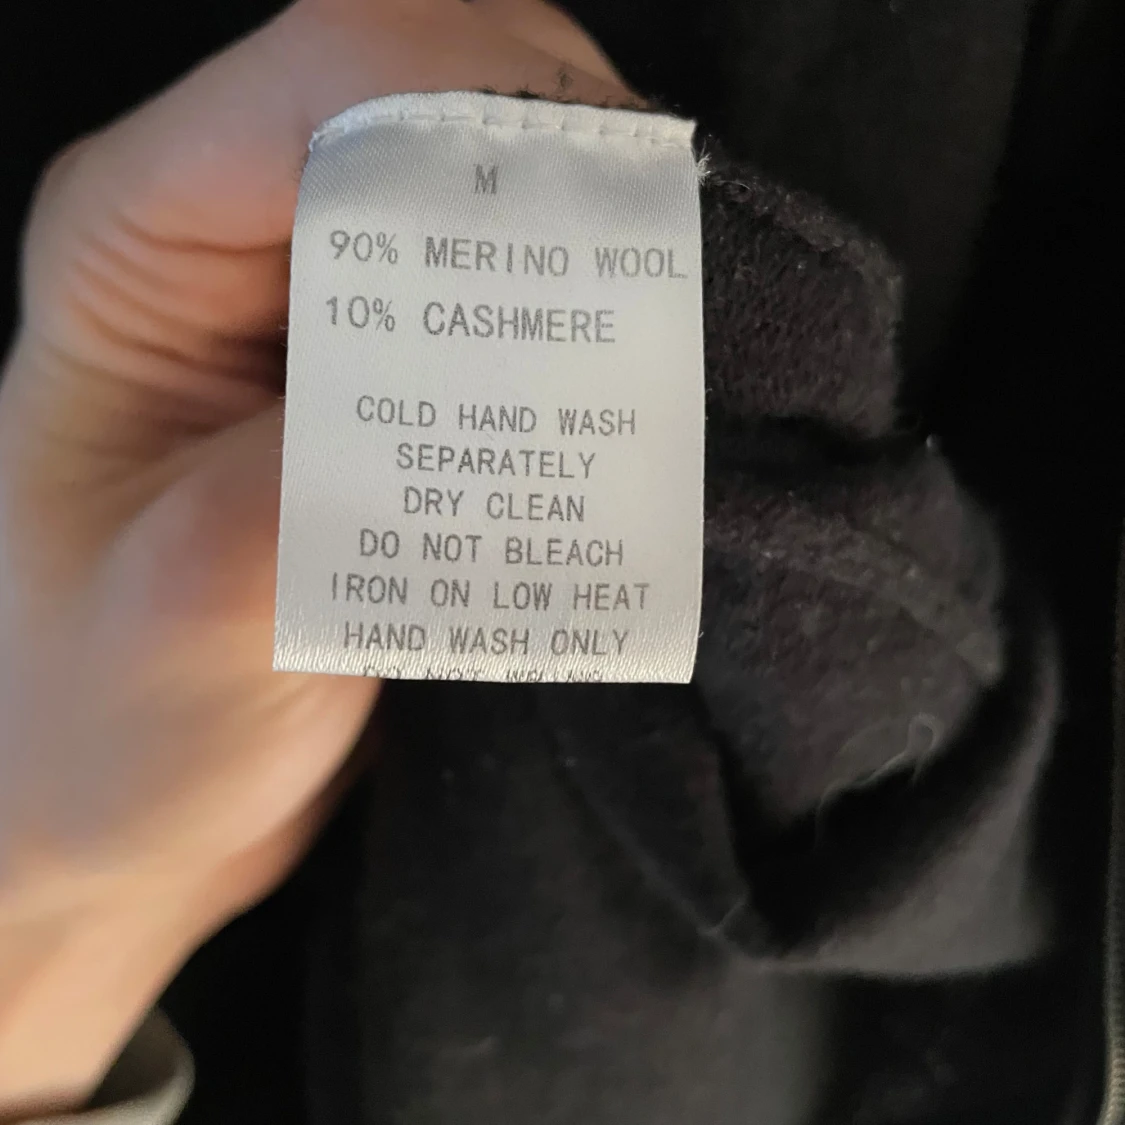 M
90% MERINO WOOL
10% CASHMERE
COLD HAND WASH
SEPARATELY
DRY CLEAN
DO NOT BLEACH
IRON ON LOW HEAT
HAND WASH ONLY